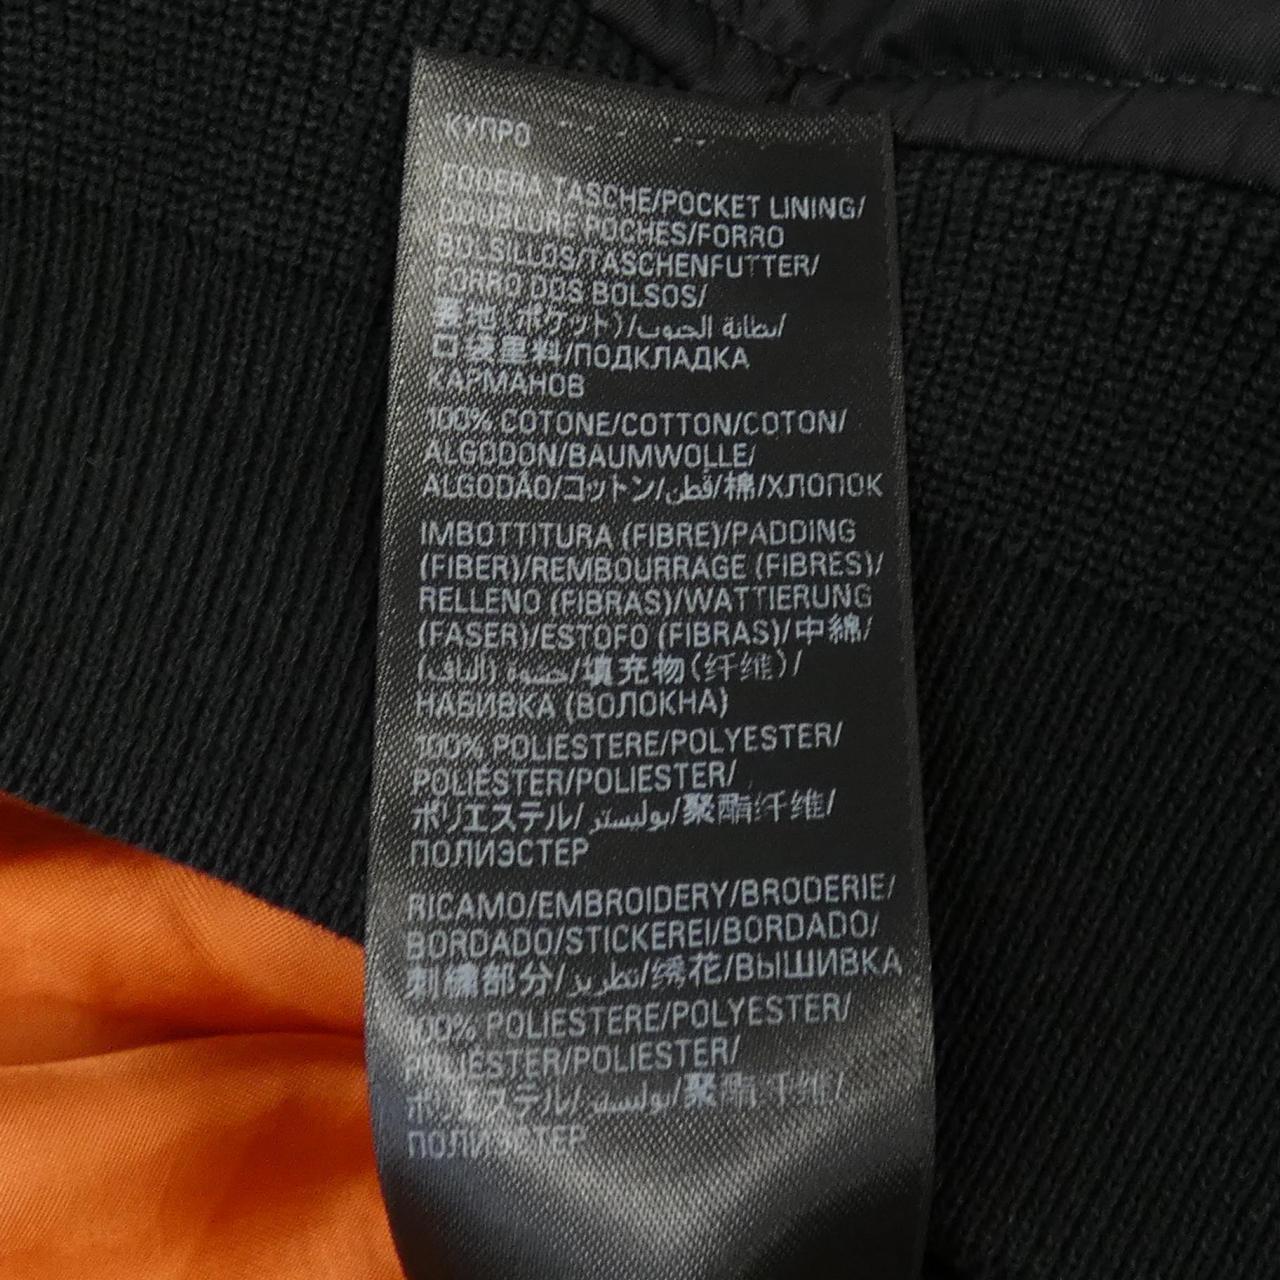 КУПРО
FODERA TASCHE/POCKET LINING/
DOUBLURE POCHES/FORRO
BOLSILLOS/TASCHENFUTTER/
FORRO DOS BOLSOS/
裏地(ポケット)/بطانة الجيوب/
口袋里料/ПОДКЛАДКА
КАРМАНОВ
100% COTONE/COTTON/COTON/
ALGODÓN/BAUMWOLLE/
ALGODÃO/コットン/قطن/棉/ХЛОПОК
IMBOTTITURA (FIBRE)/PADDING
(FIBER)/REMBOURRAGE (FIBRES)/
RELLENO (FIBRAS)/WATTIERUNG
(FASER)/ESTOFO (FIBRAS)/中綿/
حشوة (ألياف)/填充物(纤维)/
НАБИВКА (ВОЛОКНА)
100% POLIESTERE/POLYESTER/
POLIÉSTER/POLIESTER/
ポリエステル/بوليستر/聚酯纤维/
ПОЛИЭСТЕР
RICAMO/EMBROIDERY/BRODERIE/
BORDADO/STICKEREI/BORDADO/
刺繍部分/تطريز/绣花/ВЫШИВКА
100% POLIESTERE/POLYESTER/
POLIÉSTER/POLIESTER/
ポリエステル/بوليستر/聚酯纤维/
ПОЛИЭСТЕР